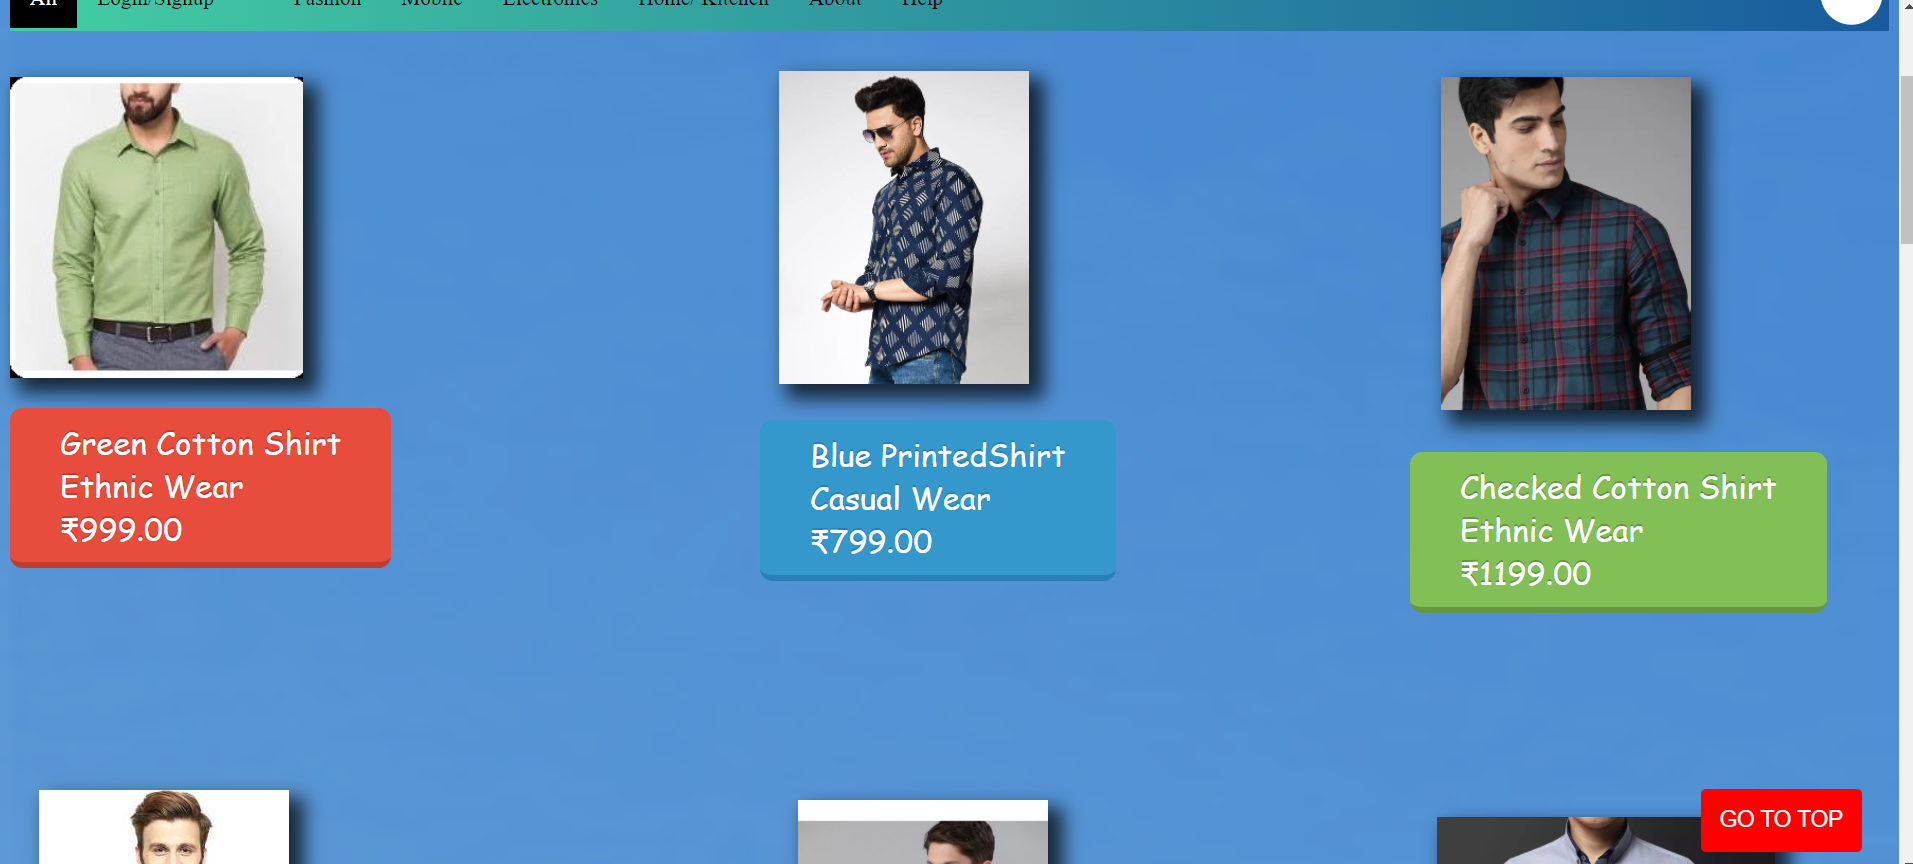 All Login/Signup Fashion Mobile Electronics Home/ Kitchen About Help
Green Cotton Shirt
Ethnic Wear
₹999.00
Blue PrintedShirt
Casual Wear
₹799.00
Checked Cotton Shirt
Ethnic Wear
₹1199.00
GO TO TOP